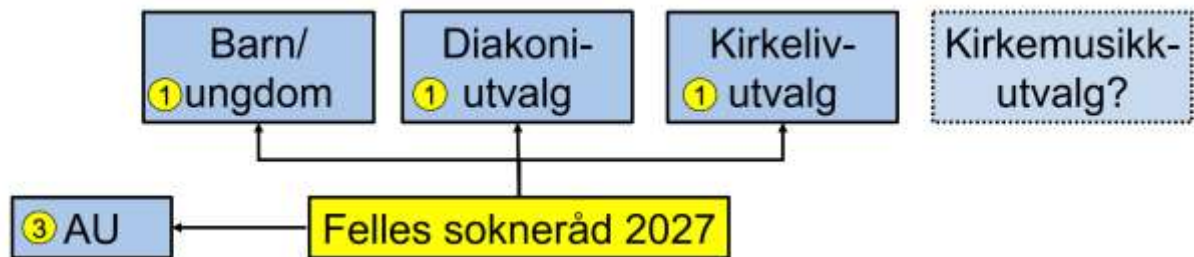 Barn/
① ungdom
Diakoni-
① utvalg
Kirkeliv-
① utvalg
Kirkemusikk-
utvalg?
③ AU
Felles sokneråd 2027